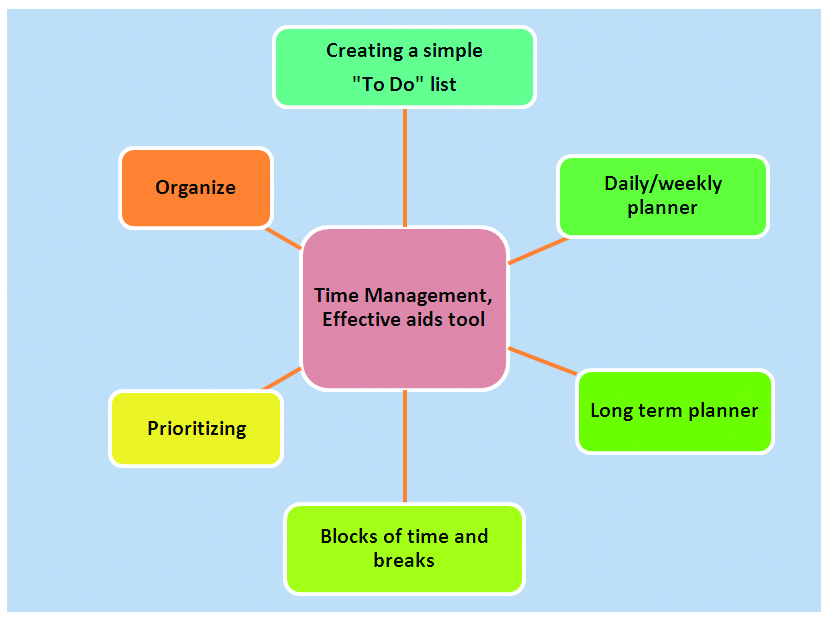 Creating a simple
"To Do" list
Organize
Daily/weekly
planner
Time Management,
Effective aids tool
Long term planner
Prioritizing
Blocks of time and
breaks